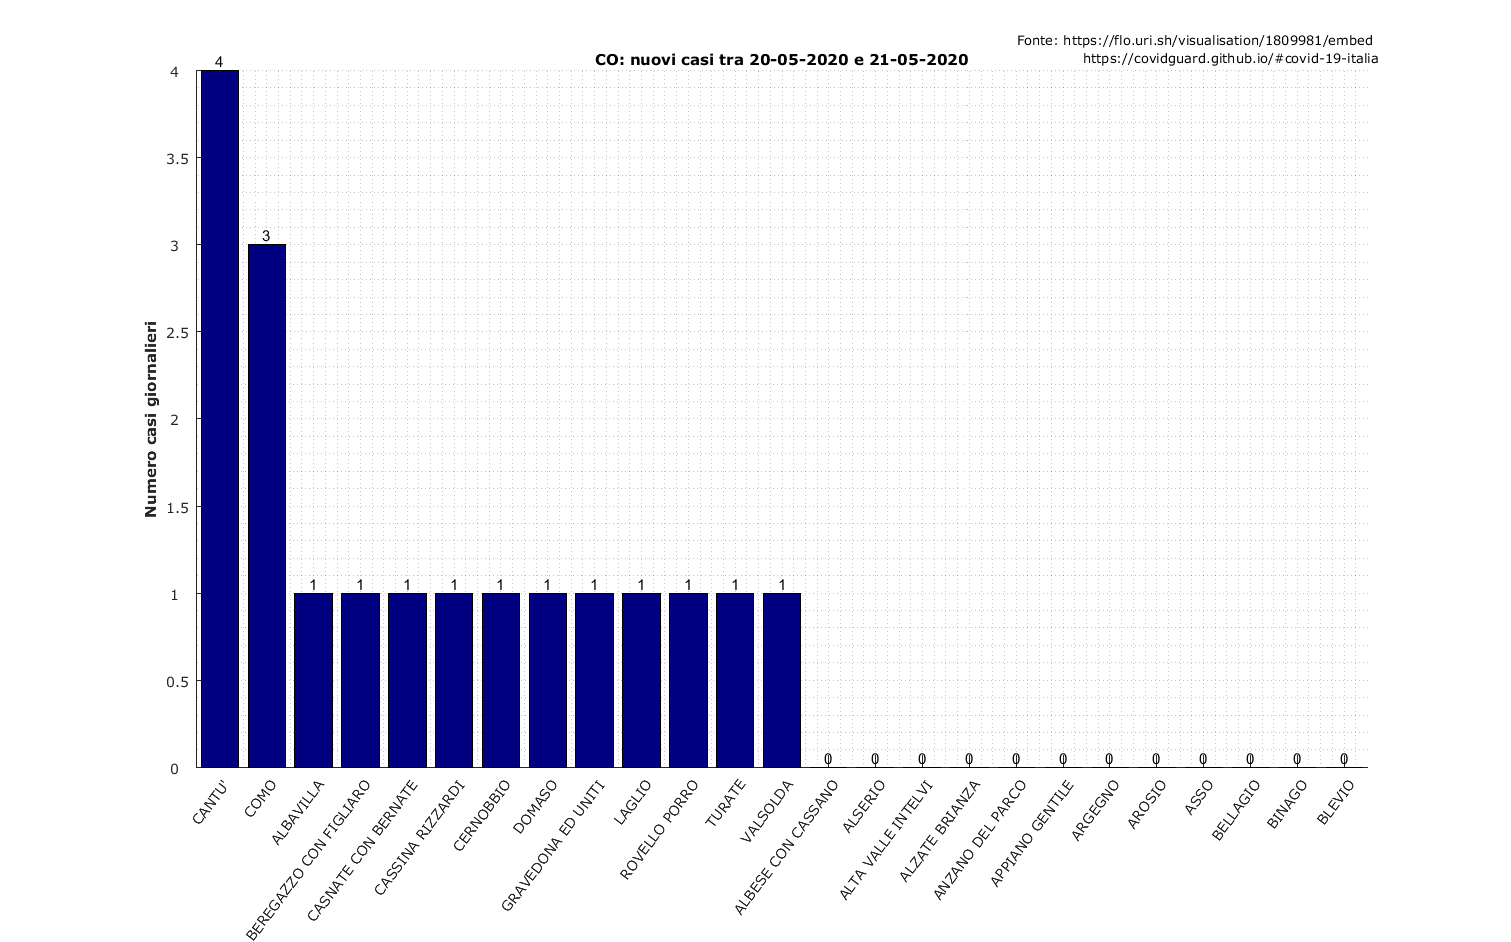 Fonte: https://flo.uri.sh/visualisation/1809981/embed
https://covidguard.github.io/#covid-19-italia
CO: nuovi casi tra 20-05-2020 e 21-05-2020
Numero casi giornalieri
4
3.5
3
2.5
2
1.5
1
0.5
0
4
3
1
1
1
1
1
1
1
1
1
1
1
0
0
0
0
0
0
0
0
0
0
0
0
CANTU'
COMO
ALBAVILLA
BEREGAZZO CON FIGLIARO
CASNATE CON BERNATE
CASSINA RIZZARDI
CERNOBBIO
DOMASO
GRAVEDONA ED UNITI
LAGLIO
ROVELLO PORRO
TURATE
VALSOLDA
ALBESE CON CASSANO
ALSERIO
ALTA VALLE INTELVI
ALZATE BRIANZA
ANZANO DEL PARCO
APPIANO GENTILE
ARGEGNO
AROSIO
ASSO
BELLAGIO
BINAGO
BLEVIO